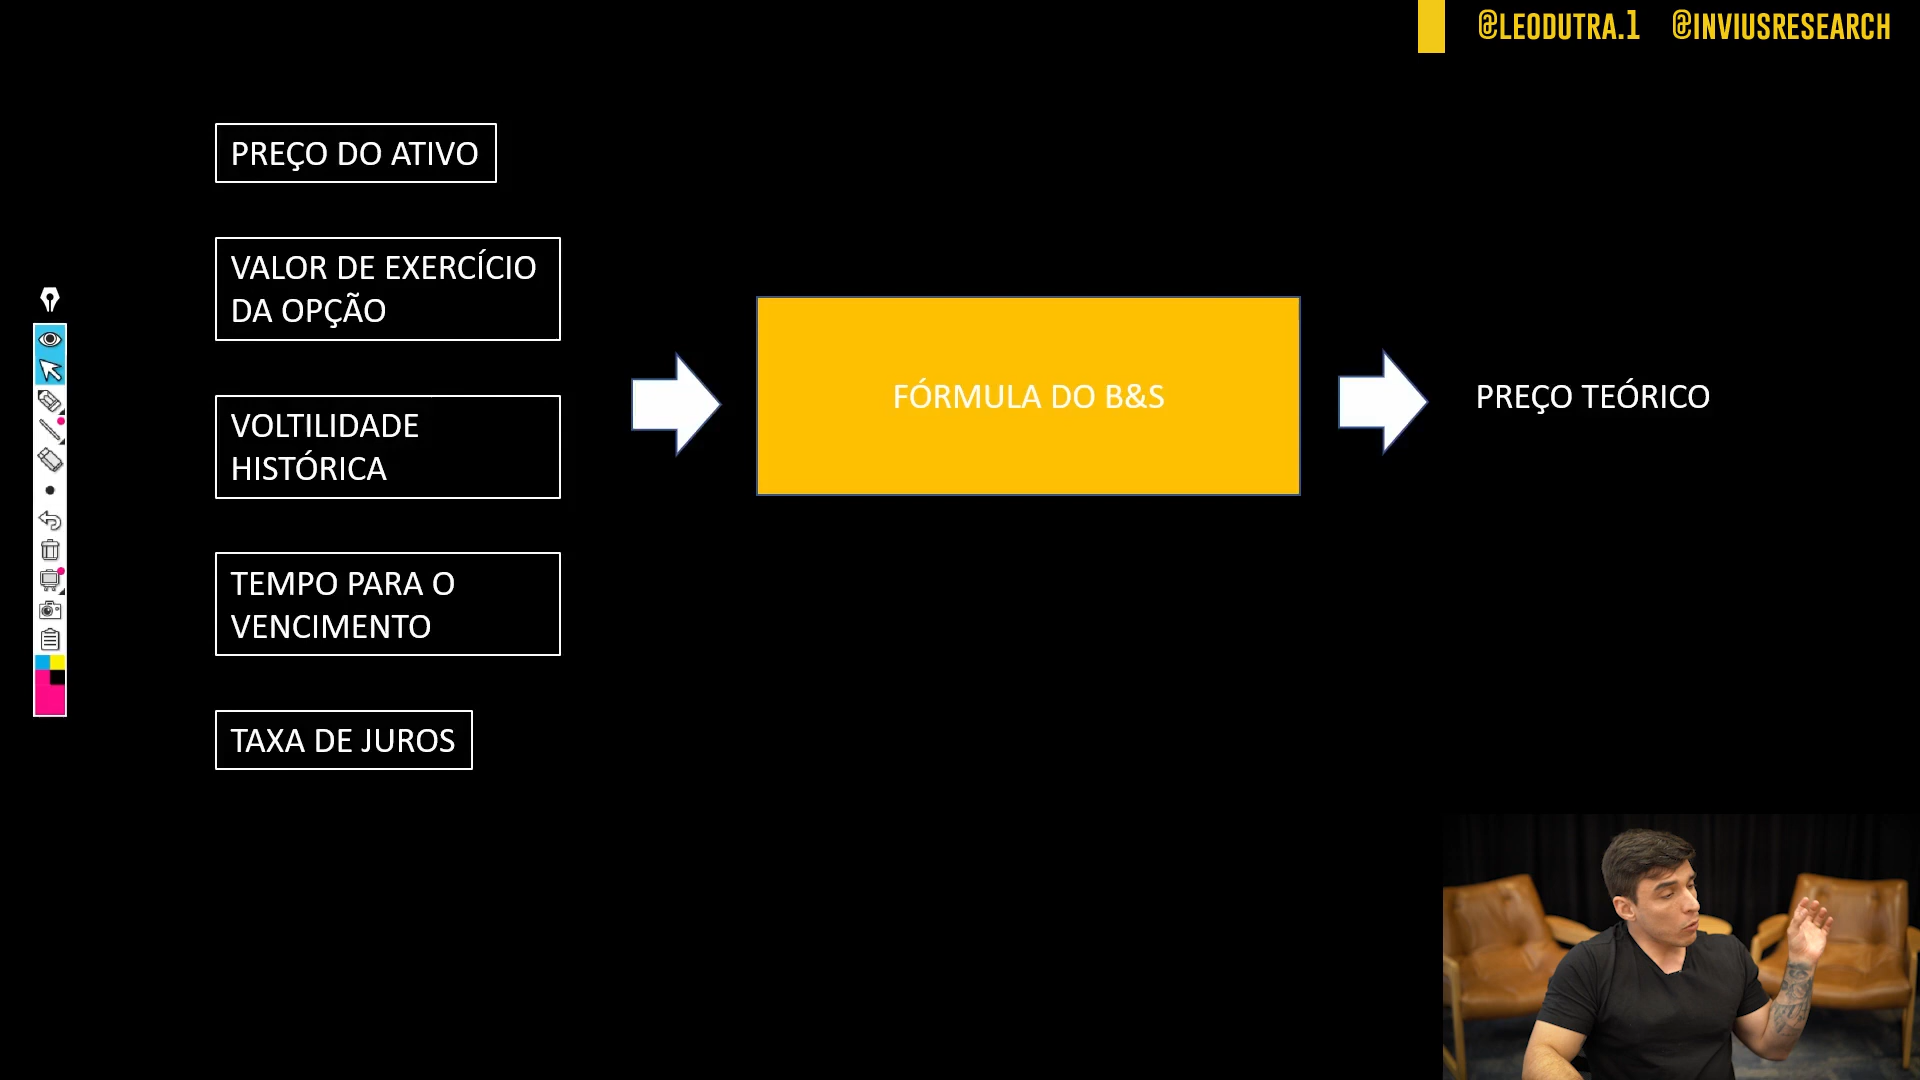 @LEODUTRA.1 @INVIUSRESEARCH
PREÇO DO ATIVO
VALOR DE EXERCÍCIO
DA OPÇÃO
VOLTILIDADE
HISTÓRICA
TEMPO PARA O
VENCIMENTO
TAXA DE JUROS
FÓRMULA DO B&S
PREÇO TEÓRICO